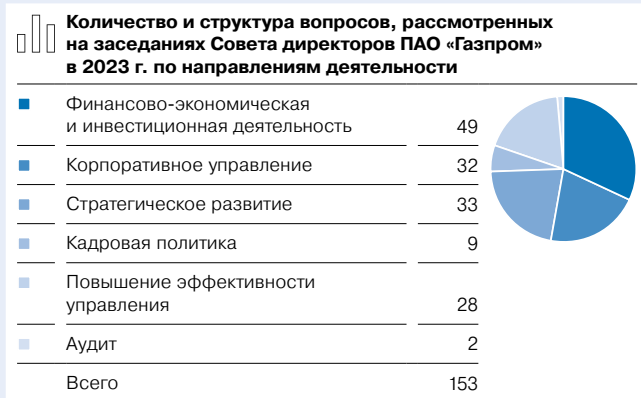 Количество и структура вопросов, рассмотренных
на заседаниях Совета директоров ПАО «Газпром»
в 2023 г. по направлениям деятельности
Финансово-экономическая
и инвестиционная деятельность 49
Корпоративное управление 32
Стратегическое развитие 33
Кадровая политика 9
Повышение эффективности
управления 28
Аудит 2
Всего 153